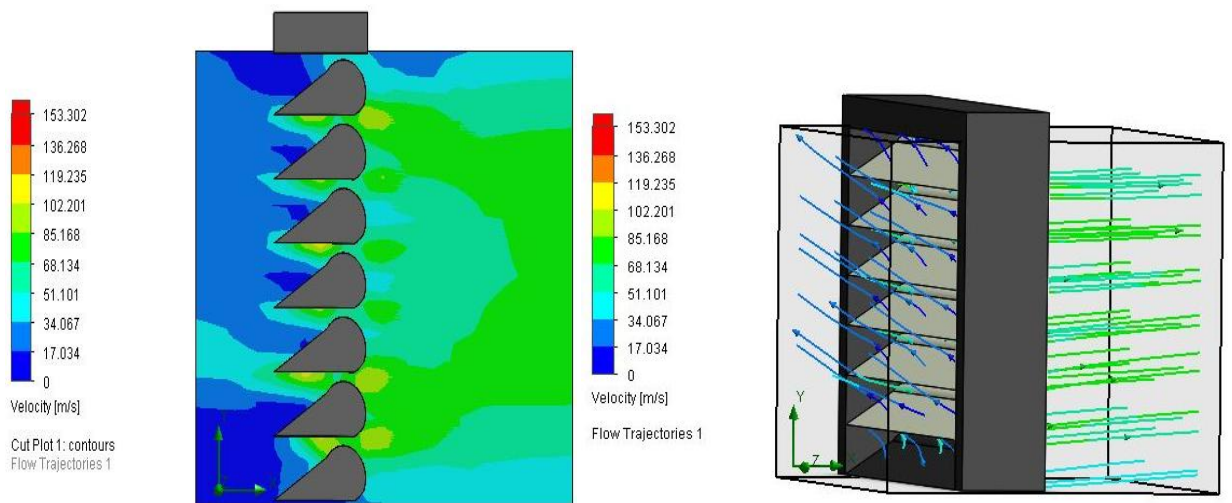 153.302
136.268
119.235
102.201
85.168
68.134
51.101
34.067
17.034
0
Velocity [m/s]
Cut Plot 1: contours
Flow Trajectories 1
153.302
136.268
119.235
102.201
85.168
68.134
51.101
34.067
17.034
0
Velocity [m/s]
Flow Trajectories 1
Y
Z